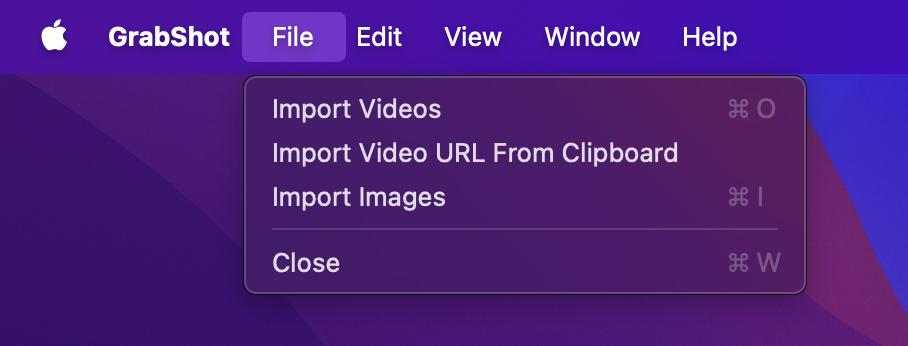 GrabShot File Edit View Window Help
Import Videos ⌘ O
Import Video URL From Clipboard
Import Images ⌘ I
Close ⌘ W